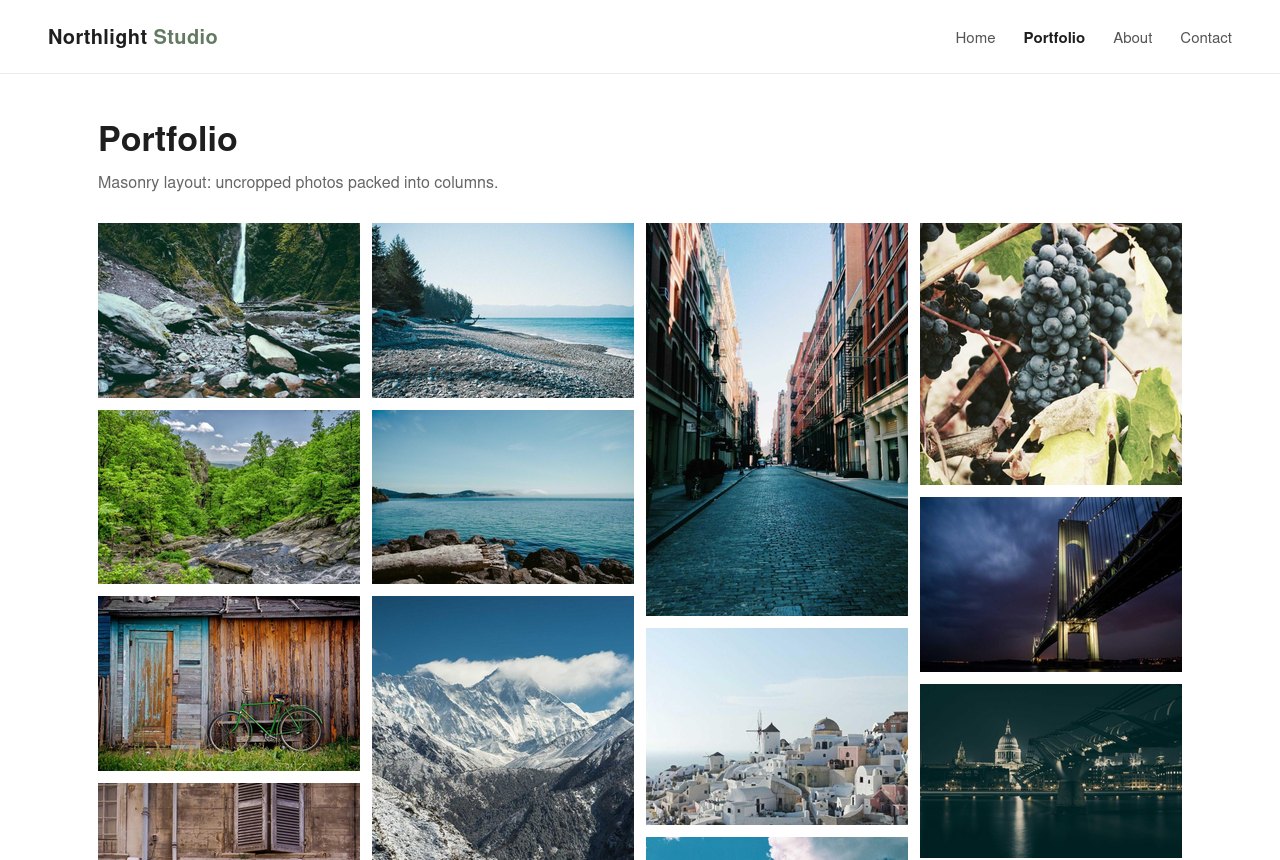 Northlight Studio
Home Portfolio About Contact
Portfolio
Masonry layout: uncropped photos packed into columns.